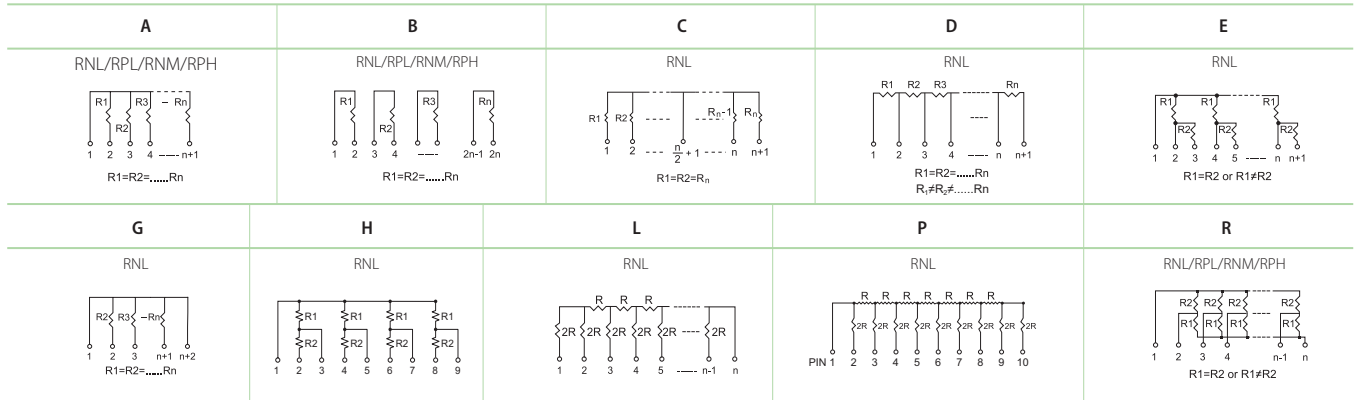 A B C D E
RNL/RPL/RNM/RPH RNL/RPL/RNM/RPH RNL RNL RNL
R1 R2 R3 – Rn
1 2 3 4 ----- n+1
R1=R2=......Rn
R1 R2 R3 Rn
1 2 3 4 ----- 2n-1 2n
R1=R2=......Rn
R1 R2 ---- ---- Rn-1 Rn
1 2 ---- n/2 + 1 ----- n n+1
R1=R2=Rn
R1 R2 R3 Rn
----
1 2 3 4 ----- n n+1
R1=R2=......Rn
R1≠R2≠......Rn
R1 R1 R1
R2 R2 R2
1 2 3 4 5 ----- n n+1
R1=R2 or R1≠R2
G H L P R
RNL RNL RNL RNL RNL/RPL/RNM/RPH
R2 R3 –Rn
1 2 3 n+1 n+2
R1=R2=......Rn
R1 R1 R1 R1
R2 R2 R2 R2
1 2 3 4 5 6 7 8 9
R R R
2R 2R 2R 2R 2R ---- 2R
1 2 3 4 5 ----- n-1 n
R R R R R R R
2R 2R 2R 2R 2R 2R 2R 2R 2R
PIN 1 2 3 4 5 6 7 8 9 10
R2 R2 R2 R2
R1 R1 R1 ---- R1
1 2 3 4 n-1 n
R1=R2 or R1≠R2